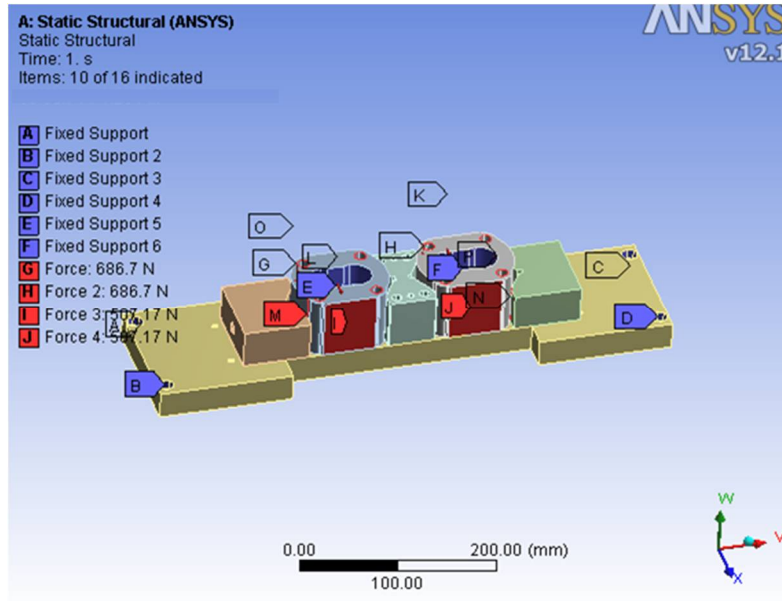 A: Static Structural (ANSYS)
Static Structural
Time: 1. s
Items: 10 of 16 indicated
ANSYS
v12.1
A Fixed Support
B Fixed Support 2
C Fixed Support 3
D Fixed Support 4
E Fixed Support 5
F Fixed Support 6
G Force: 686.7 N
H Force 2: 686.7 N
I Force 3: 507.17 N
J Force 4: 507.17 N
K
O
H
G
L
P
F
C
E
N
M
I
J
D
A
B
W
V
X
0.00
200.00 (mm)
100.00